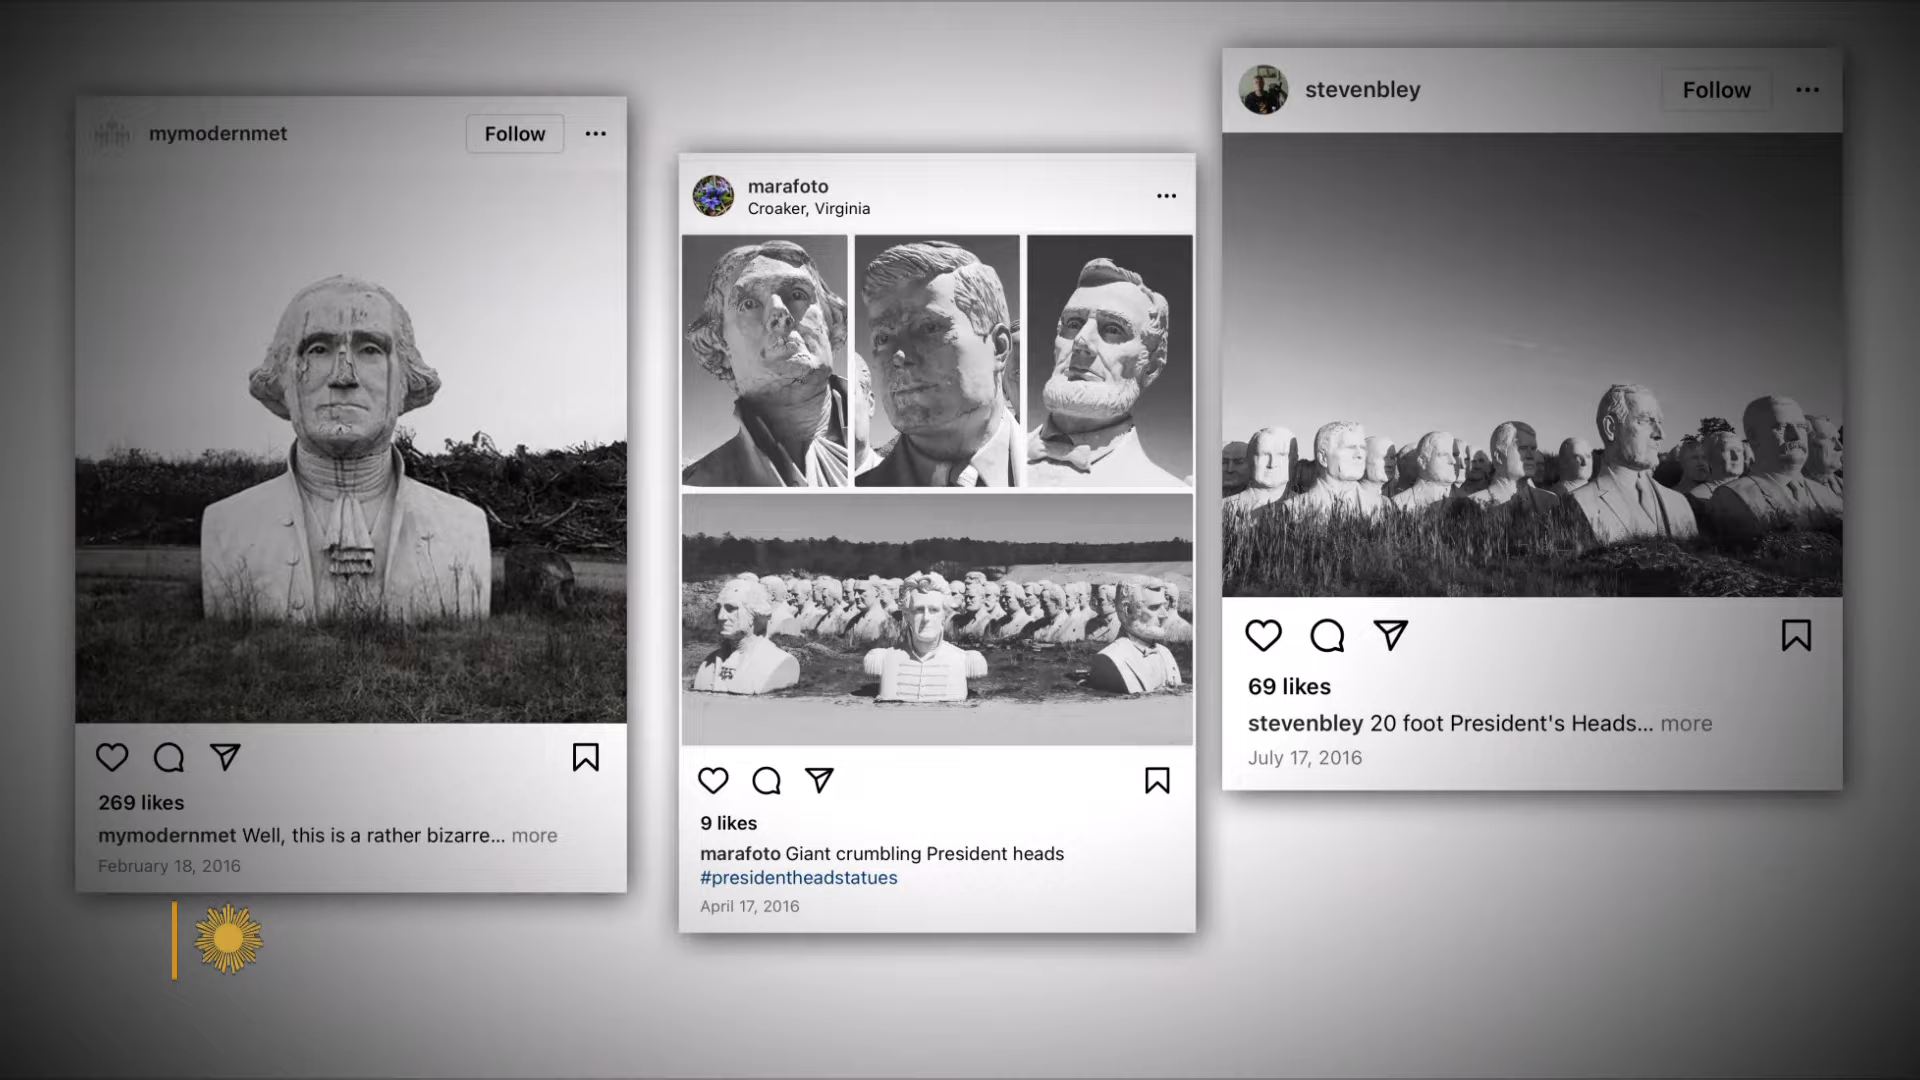 mymodernmet
Follow
269 likes
mymodernmet Well, this is a rather bizarre... more
February 18, 2016
marafoto
Croaker, Virginia
9 likes
marafoto Giant crumbling President heads
#presidentheadstatues
April 17, 2016
stevenbley
Follow
69 likes
stevenbley 20 foot President's Heads... more
July 17, 2016